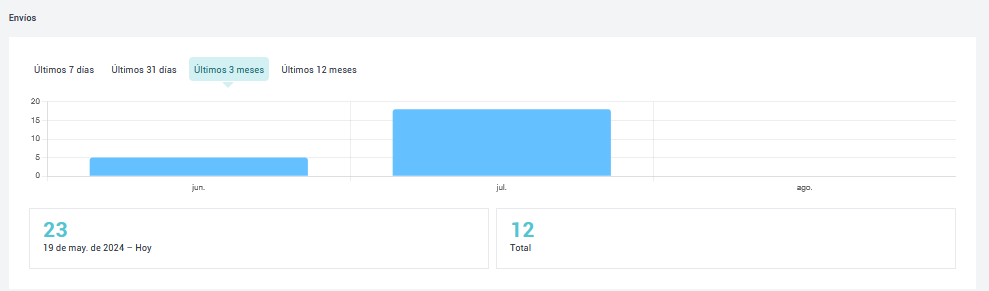 Envíos
Últimos 7 días Últimos 31 días Últimos 3 meses Últimos 12 meses
20
15
10
5
0
jun. jul. ago.
23
19 de may. de 2024 – Hoy
12
Total